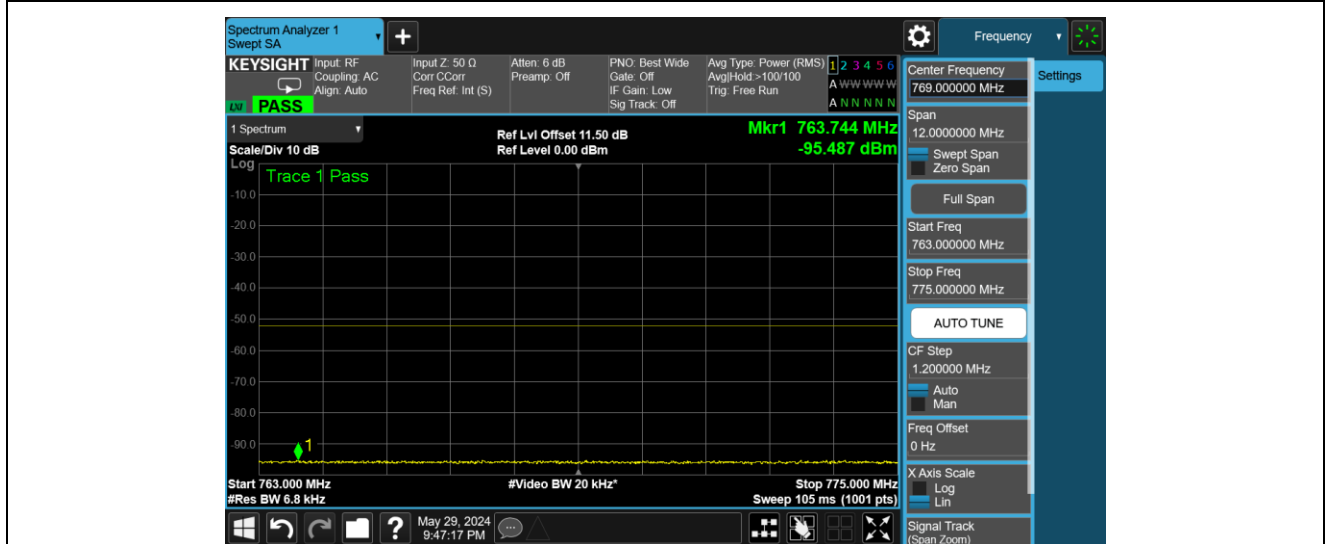 Spectrum Analyzer 1
Swept SA
+
Frequency
KEYSIGHT
Input: RF
Coupling: AC
Align: Auto
Input Z: 50 Ω
Corr CCorr
Freq Ref: Int (S)
Atten: 6 dB
Preamp: Off
PNO: Best Wide
Gate: Off
IF Gain: Low
Sig Track: Off
Avg Type: Power (RMS)
Avg|Hold:>100/100
Trig: Free Run
1 2 3 4 5 6
A W W W W W
A N N N N N
LXI PASS
1 Spectrum
Scale/Div 10 dB
Ref Lvl Offset 11.50 dB
Ref Level 0.00 dBm
Mkr1 763.744 MHz
-95.487 dBm
Log
Trace 1 Pass
-10.0
-20.0
-30.0
-40.0
-50.0
-60.0
-70.0
-80.0
-90.0
1
Start 763.000 MHz
#Res BW 6.8 kHz
#Video BW 20 kHz*
Stop 775.000 MHz
Sweep 105 ms (1001 pts)
?
May 29, 2024
9:47:17 PM
Center Frequency
769.000000 MHz
Settings
Span
12.0000000 MHz
Swept Span
Zero Span
Full Span
Start Freq
763.000000 MHz
Stop Freq
775.000000 MHz
AUTO TUNE
CF Step
1.200000 MHz
Auto
Man
Freq Offset
0 Hz
X Axis Scale
Log
Lin
Signal Track
(Span Zoom)